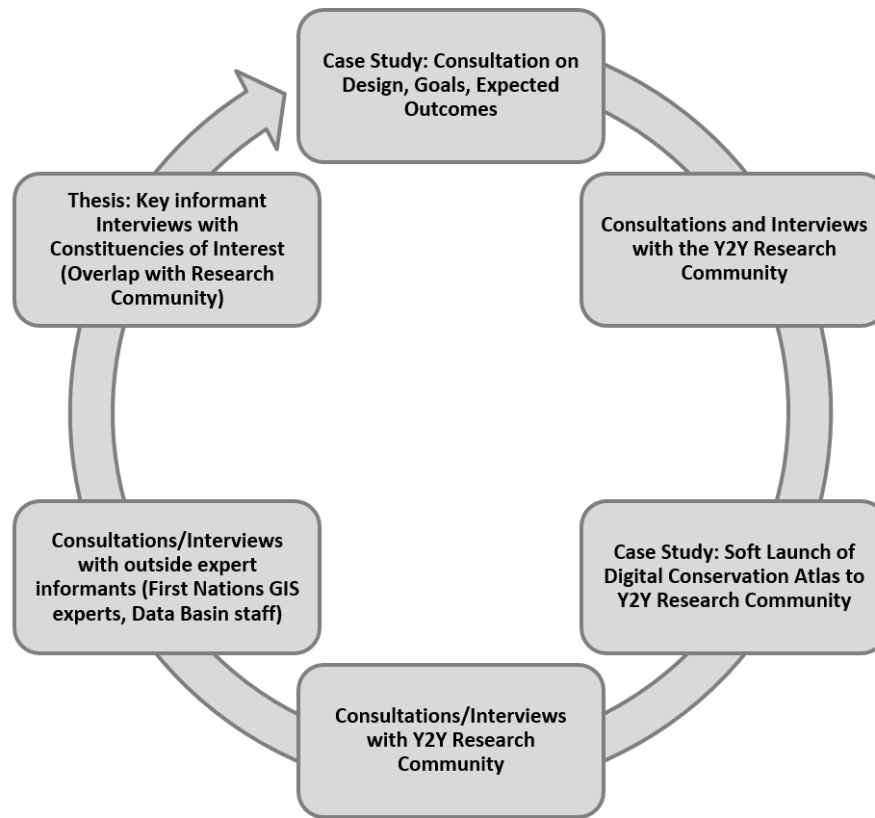 Case Study: Consultation on
Design, Goals, Expected
Outcomes
Consultations and Interviews
with the Y2Y Research
Community
Case Study: Soft Launch of
Digital Conservation Atlas to
Y2Y Research Community
Consultations/Interviews
with Y2Y Research
Community
Consultations/Interviews
with outside expert
informants (First Nations GIS
experts, Data Basin staff)
Thesis: Key informant
Interviews with
Constituencies of Interest
(Overlap with Research
Community)